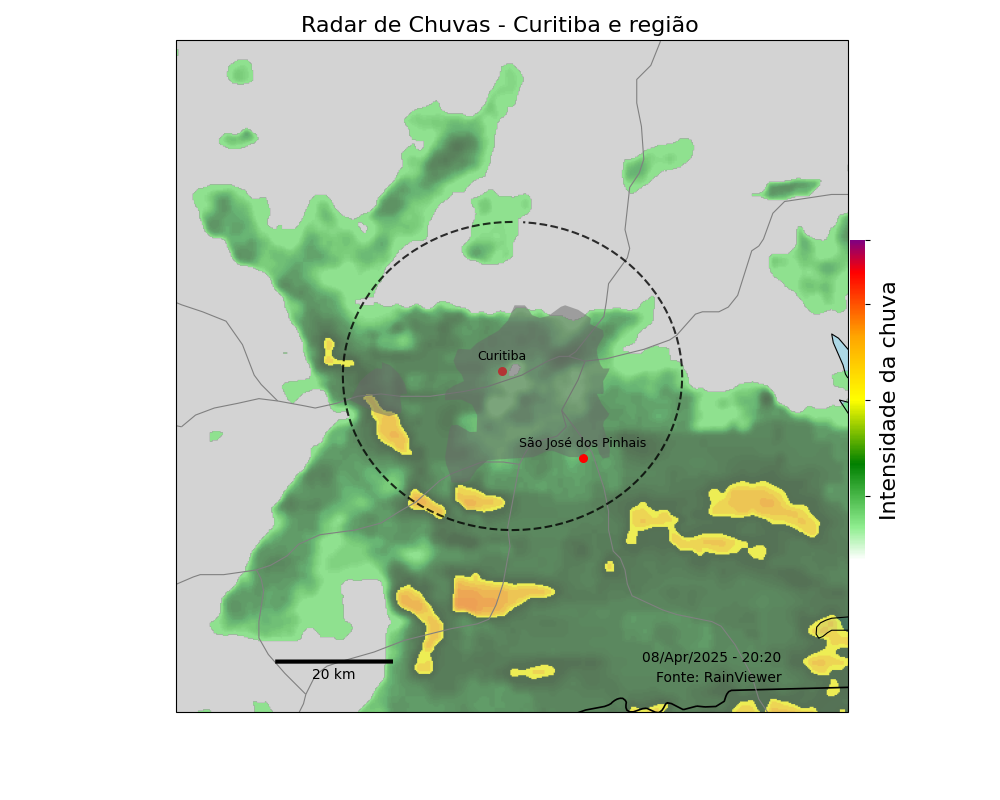 Radar de Chuvas - Curitiba e região
Curitiba
São José dos Pinhais
Intensidade da chuva
08/Apr/2025 - 20:20
Fonte: RainViewer
20 km